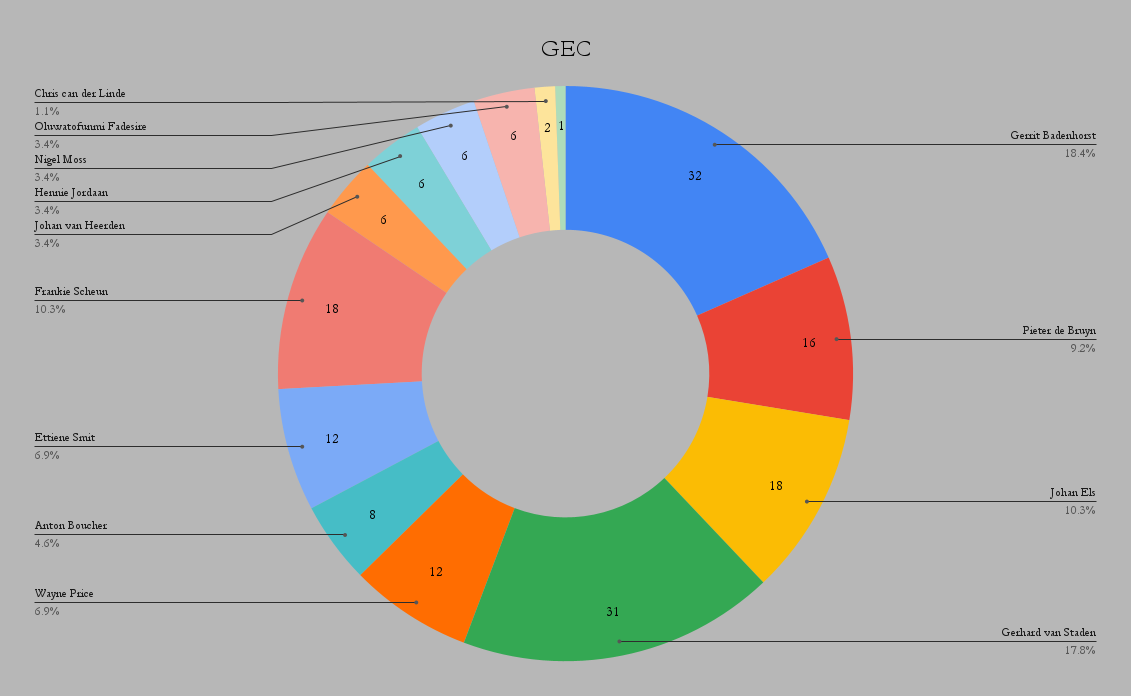 GEC
Chris can der Linde
1.1%
Oluwatofunmi Fadesire
3.4%
Nigel Moss
3.4%
Hennie Jordaan
3.4%
Johan van Heerden
3.4%
Frankie Scheun
10.3%
Ettiene Smit
6.9%
Anton Boucher
4.6%
Wayne Price
6.9%
Gerrit Badenhorst
18.4%
Pieter de Bruyn
9.2%
Johan Els
10.3%
Gerhard van Staden
17.8%
32
16
18
31
12
8
12
18
6
6
6
6
2
1